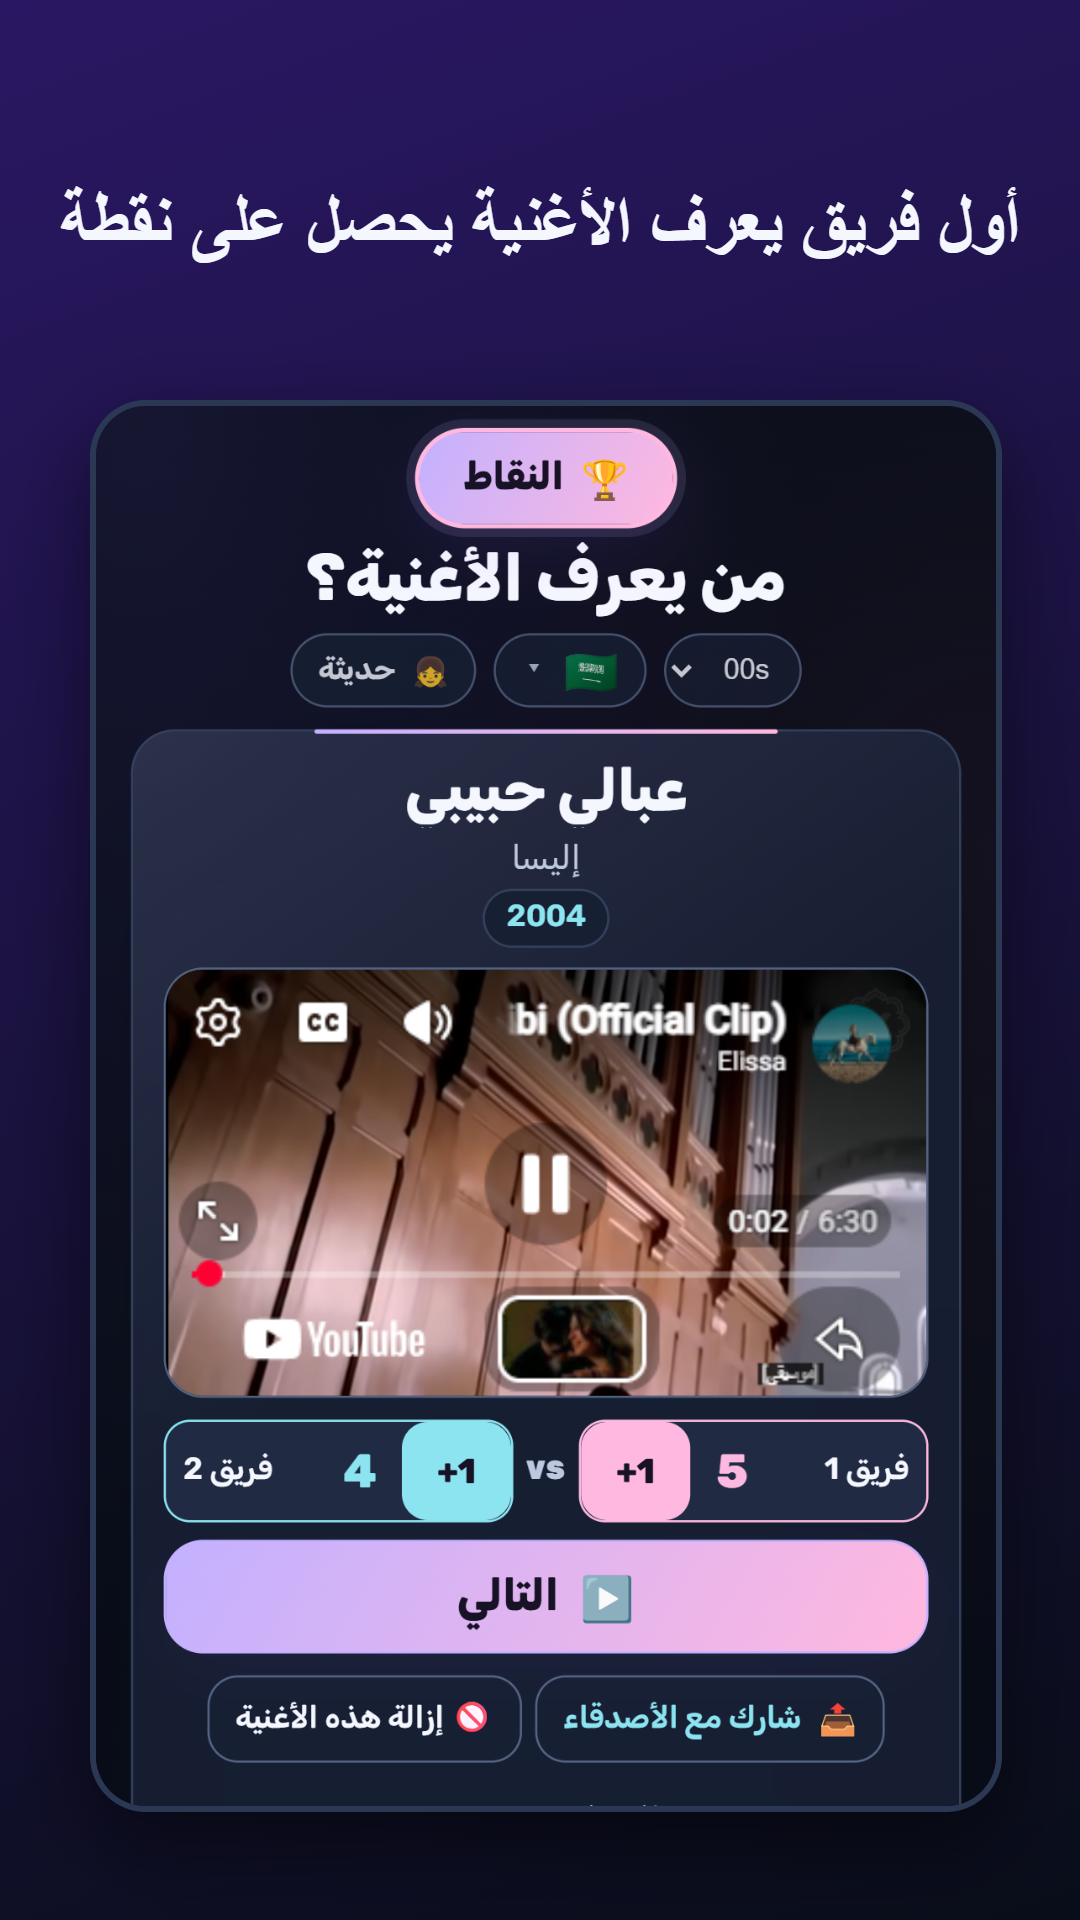 أول فريق يعرف الأغنية يحصل على نقطة
النقاط
من يعرف الأغنية؟
00s
حديثة
عبالي حبيبي
إليسا
2004
bi (Official Clip)
Elissa
CC
0:02 / 6:30
YouTube
[موسيقى]
فريق 1 5 +1 vs +1 4 فريق 2
التالي
شارك مع الأصدقاء
إزالة هذه الأغنية